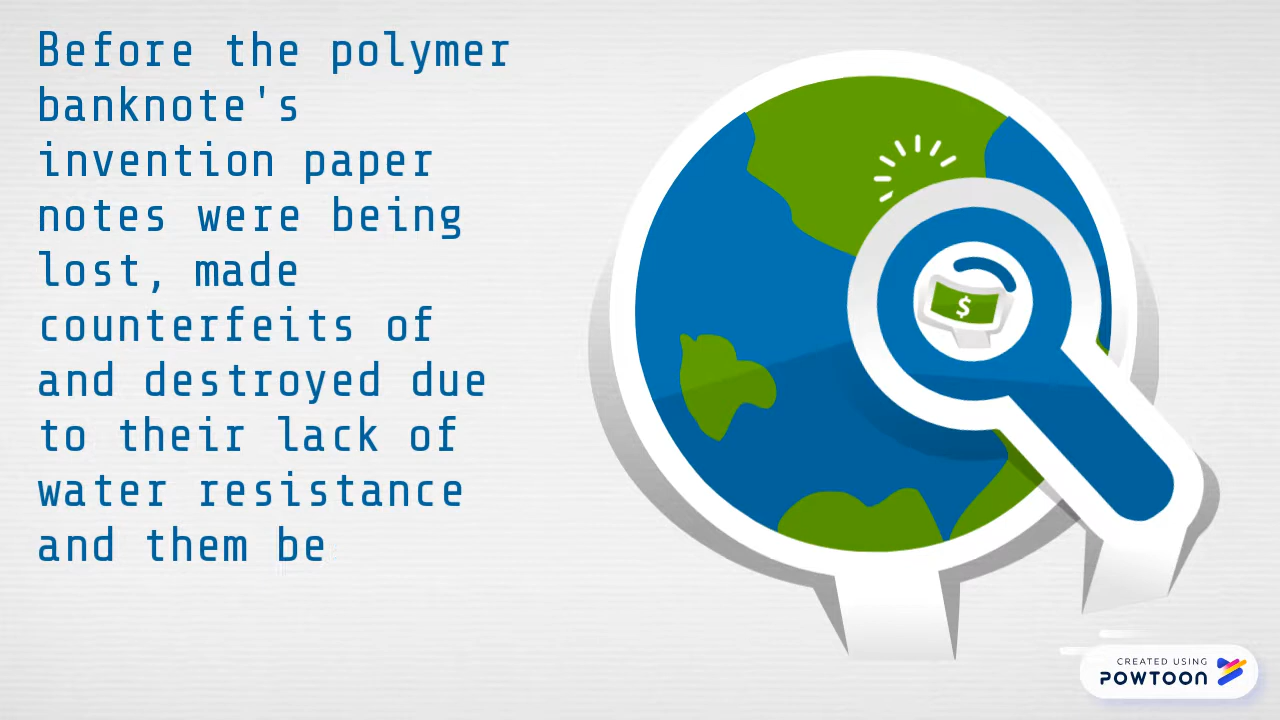 Before the polymer
banknote's
invention paper
notes were being
lost, made
counterfeits of
and destroyed due
to their lack of
water resistance
and them be
$
CREATED USING
POWTOON